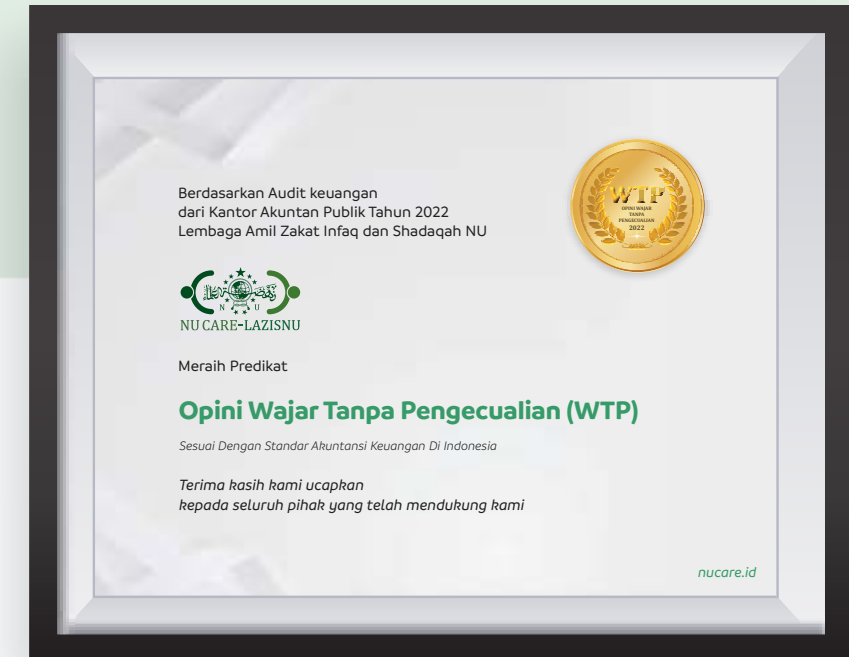 Berdasarkan Audit keuangan
dari Kantor Akuntan Publik Tahun 2022
Lembaga Amil Zakat Infaq dan Shadaqah NU
WTP
OPINI WAJAR
TANPA
PENGECUALIAN
2022
N U
NU CARE-LAZISNU
Meraih Predikat
Opini Wajar Tanpa Pengecualian (WTP)
Sesuai Dengan Standar Akuntansi Keuangan Di Indonesia
Terima kasih kami ucapkan
kepada seluruh pihak yang telah mendukung kami
nucare.id